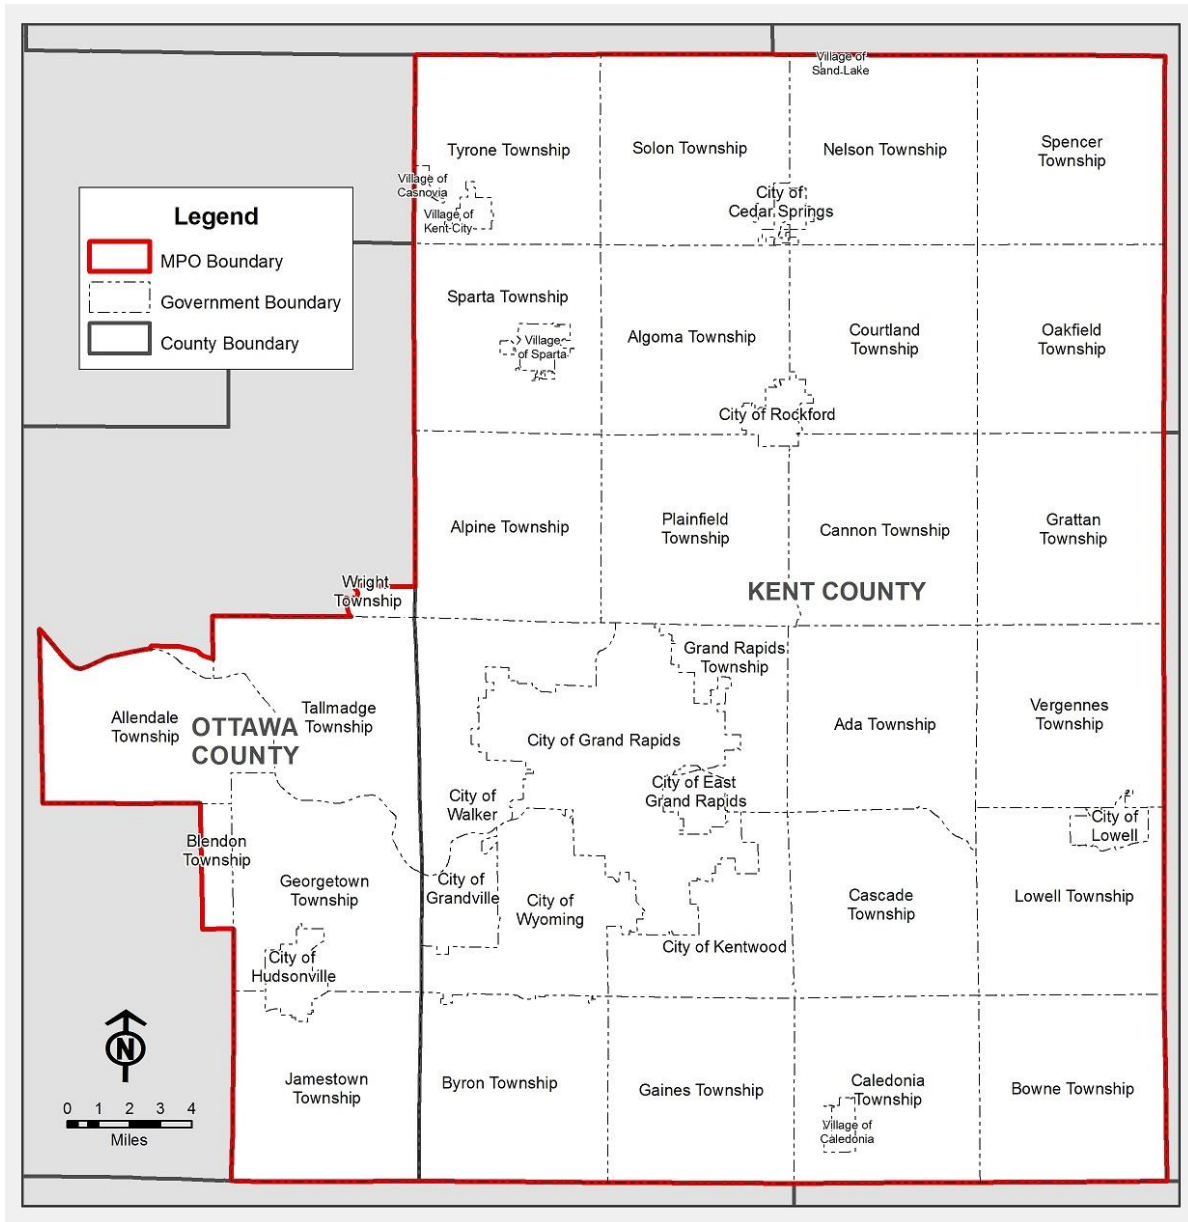 Village of
Sand Lake
Tyrone Township
Solon Township
Nelson Township
Spencer
Township
Village of
Casnovia
Village of
Kent City
City of
Cedar Springs
Legend
MPO Boundary
Government Boundary
County Boundary
Sparta Township
Village
of Sparta
Algoma Township
Courtland
Township
Oakfield
Township
City of Rockford
Alpine Township
Plainfield
Township
Cannon Township
Grattan
Township
KENT COUNTY
Wright
Township
Grand Rapids
Township
Allendale
Township
OTTAWA
COUNTY
Tallmadge
Township
City of Grand Rapids
Ada Township
Vergennes
Township
City of
Walker
City of East
Grand Rapids
City of
Lowell
Blendon
Township
Georgetown
Township
City of
Grandville
City of
Wyoming
Cascade
Township
Lowell Township
City of
Hudsonville
City of Kentwood
N
0 1 2 3 4
Miles
Jamestown
Township
Byron Township
Gaines Township
Caledonia
Township
Village of
Caledonia
Bowne Township